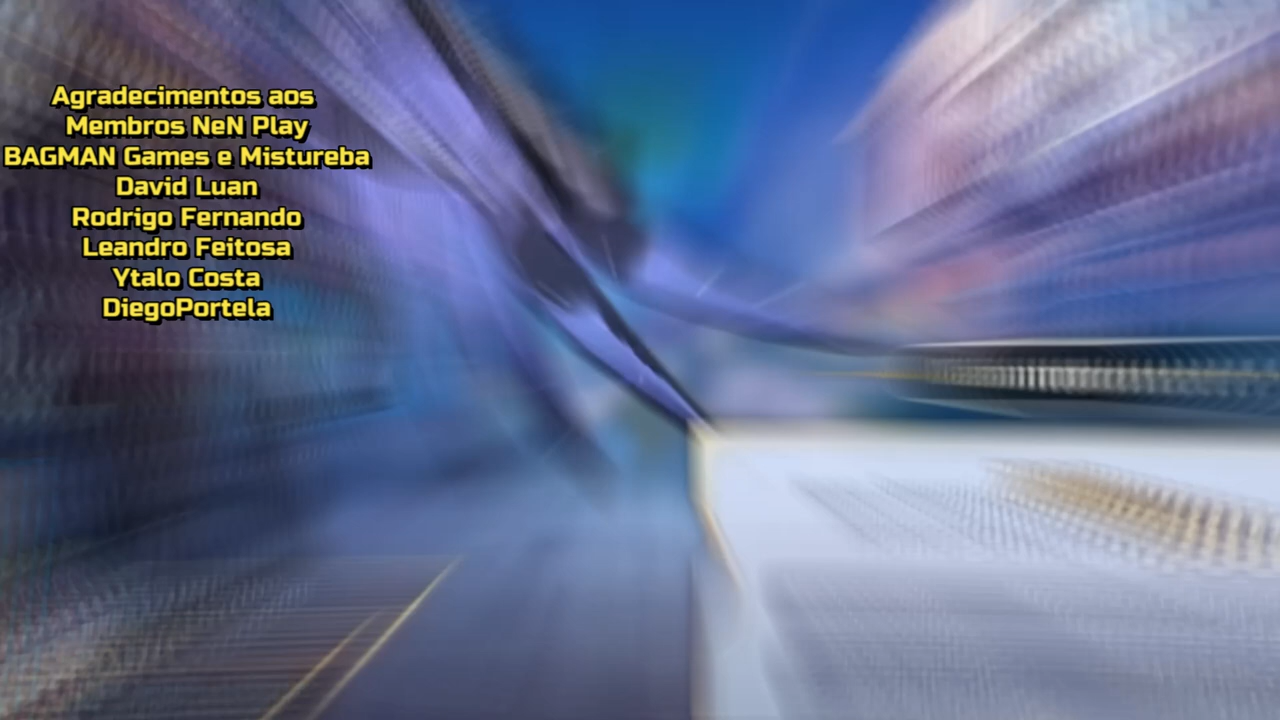 Agradecimentos aos
Membros NeN Play
BAGMAN Games e Mistureba
David Luan
Rodrigo Fernando
Leandro Feitosa
Ytalo Costa
DiegoPortela